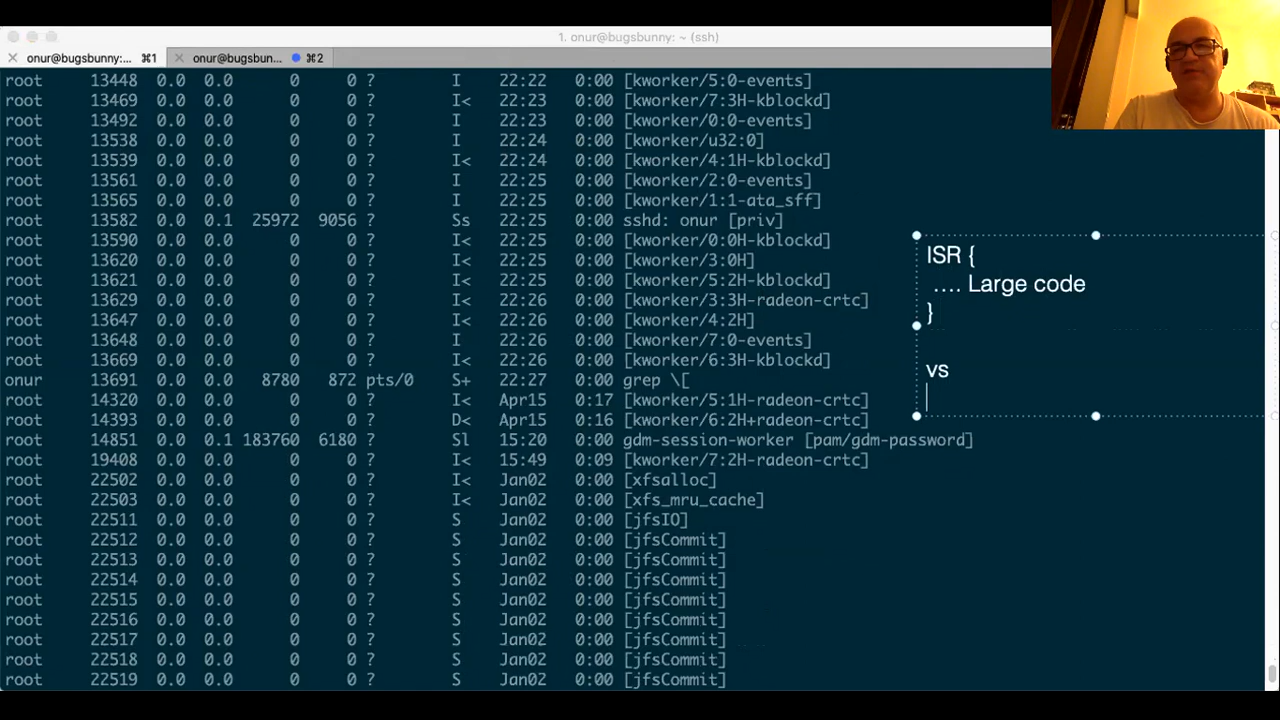 1. onur@bugsbunny: ~ (ssh)
onur@bugsbunny:... ⌘1 onur@bugsbun... ⌘2
root 13448 0.0 0.0 0 0 ? I 22:22 0:00 [kworker/5:0-events]
root 13469 0.0 0.0 0 0 ? I< 22:23 0:00 [kworker/7:3H-kblockd]
root 13492 0.0 0.0 0 0 ? I 22:23 0:00 [kworker/0:0-events]
root 13538 0.0 0.0 0 0 ? I 22:24 0:00 [kworker/u32:0]
root 13539 0.0 0.0 0 0 ? I< 22:24 0:00 [kworker/4:1H-kblockd]
root 13561 0.0 0.0 0 0 ? I 22:25 0:00 [kworker/2:0-events]
root 13565 0.0 0.0 0 0 ? I 22:25 0:00 [kworker/1:1-ata_sff]
root 13582 0.0 0.1 25972 9056 ? Ss 22:25 0:00 sshd: onur [priv]
root 13590 0.0 0.0 0 0 ? I< 22:25 0:00 [kworker/0:0H-kblockd]
root 13620 0.0 0.0 0 0 ? I< 22:25 0:00 [kworker/3:0H]
root 13621 0.0 0.0 0 0 ? I< 22:25 0:00 [kworker/5:2H-kblockd]
root 13629 0.0 0.0 0 0 ? I< 22:26 0:00 [kworker/3:3H-radeon-crtc]
root 13647 0.0 0.0 0 0 ? I< 22:26 0:00 [kworker/4:2H]
root 13648 0.0 0.0 0 0 ? I 22:26 0:00 [kworker/7:0-events]
root 13669 0.0 0.0 0 0 ? I< 22:26 0:00 [kworker/6:3H-kblockd]
onur 13691 0.0 0.0 8780 872 pts/0 S+ 22:27 0:00 grep \[
root 14320 0.0 0.0 0 0 ? I< Apr15 0:17 [kworker/5:1H-radeon-crtc]
root 14393 0.0 0.0 0 0 ? D< Apr15 0:16 [kworker/6:2H+radeon-crtc]
root 14851 0.0 0.1 183760 6180 ? Sl 15:20 0:00 gdm-session-worker [pam/gdm-password]
root 19408 0.0 0.0 0 0 ? I< 15:49 0:09 [kworker/7:2H-radeon-crtc]
root 22502 0.0 0.0 0 0 ? I< Jan02 0:00 [xfsalloc]
root 22503 0.0 0.0 0 0 ? I< Jan02 0:00 [xfs_mru_cache]
root 22511 0.0 0.0 0 0 ? S Jan02 0:00 [jfsIO]
root 22512 0.0 0.0 0 0 ? S Jan02 0:00 [jfsCommit]
root 22513 0.0 0.0 0 0 ? S Jan02 0:00 [jfsCommit]
root 22514 0.0 0.0 0 0 ? S Jan02 0:00 [jfsCommit]
root 22515 0.0 0.0 0 0 ? S Jan02 0:00 [jfsCommit]
root 22516 0.0 0.0 0 0 ? S Jan02 0:00 [jfsCommit]
root 22517 0.0 0.0 0 0 ? S Jan02 0:00 [jfsCommit]
root 22518 0.0 0.0 0 0 ? S Jan02 0:00 [jfsCommit]
root 22519 0.0 0.0 0 0 ? S Jan02 0:00 [jfsCommit]
ISR {
.... Large code
}
vs